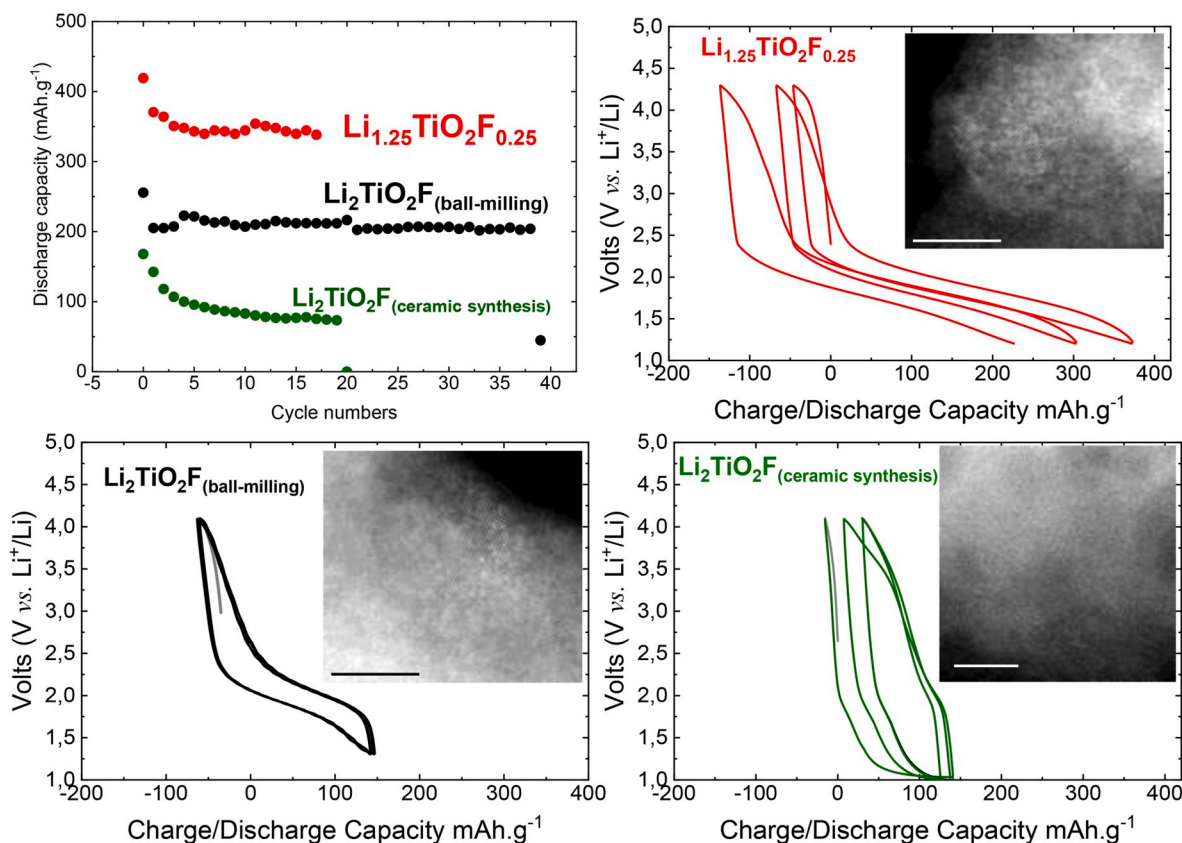 500
400
300
200
100
0
Discharge capacity (mAh.g-1)
Li1.25TiO2F0.25
Li2TiO2F(ball-milling)
Li2TiO2F(ceramic synthesis)
-5 0 5 10 15 20 25 30 35 40
Cycle numbers
Li1.25TiO2F0.25
5,0
4,5
4,0
3,5
3,0
2,5
2,0
1,5
1,0
Volts (V vs. Li+/Li)
-200 -100 0 100 200 300 400
Charge/Discharge Capacity mAh.g-1
Li2TiO2F(ball-milling)
5,0
4,5
4,0
3,5
3,0
2,5
2,0
1,5
1,0
Volts (V vs. Li+/Li)
-200 -100 0 100 200 300 400
Charge/Discharge Capacity mAh.g-1
Li2TiO2F(ceramic synthesis)
5,0
4,5
4,0
3,5
3,0
2,5
2,0
1,5
1,0
Volts (V vs. Li+/Li)
-200 -100 0 100 200 300 400
Charge/Discharge Capacity mAh.g-1